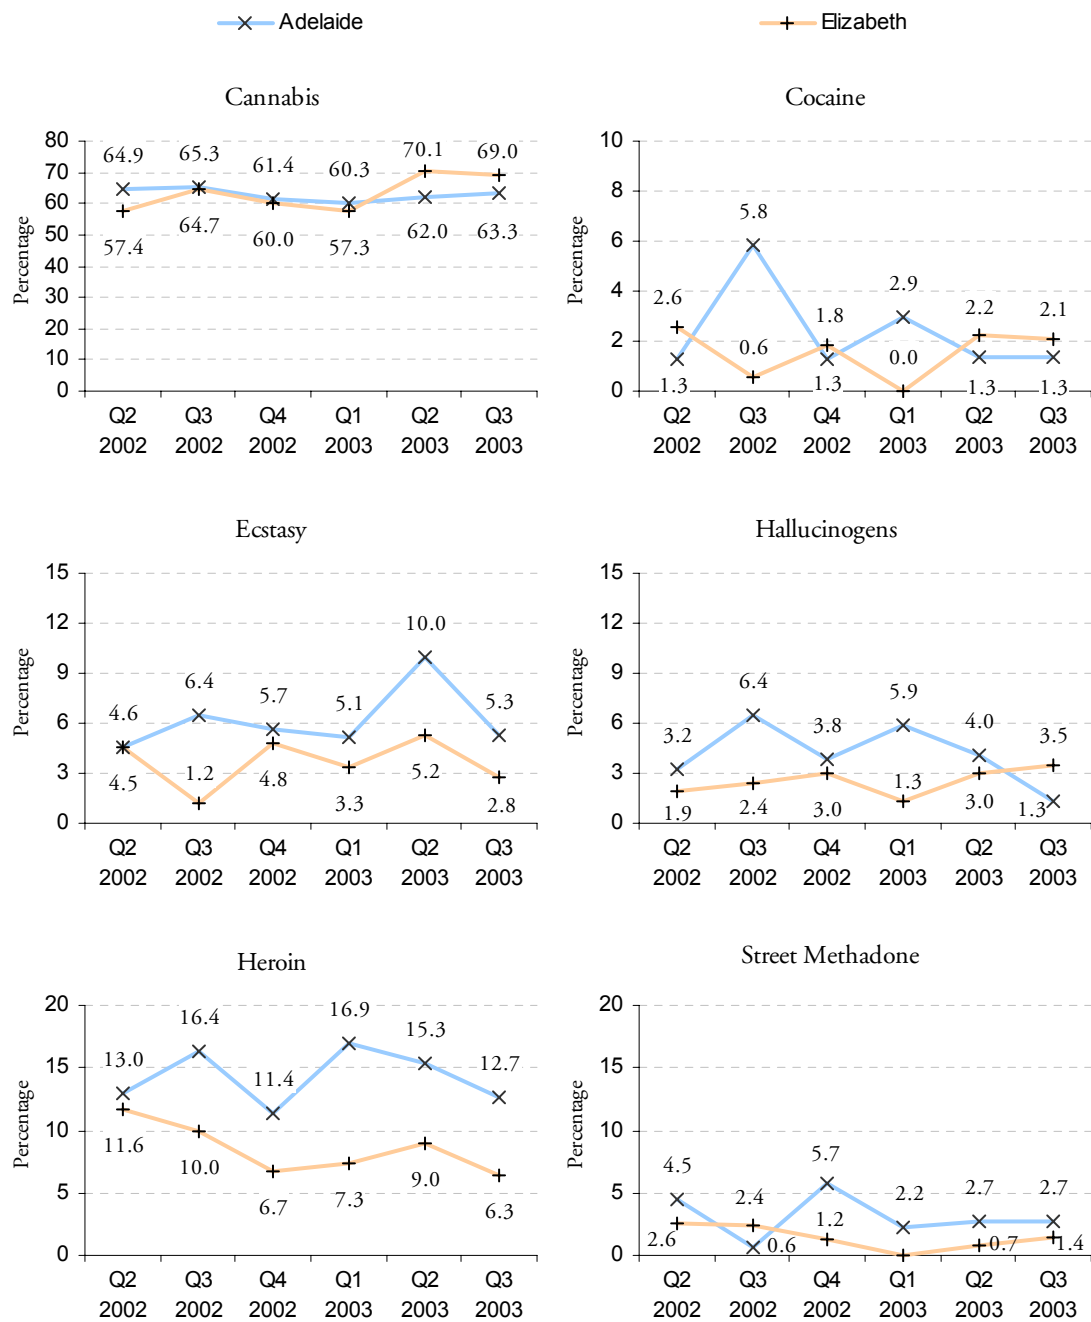 Adelaide Elizabeth
Cannabis
Percentage
80
70
60
50
40
30
20
10
0
64.9 65.3 61.4 60.3 70.1 69.0
57.4 64.7 60.0 57.3 62.0 63.3
Q2 Q3 Q4 Q1 Q2 Q3
2002 2002 2002 2003 2003 2003
Cocaine
Percentage
10
8
6
4
2
0
5.8
2.6 1.8 2.9 2.2 2.1
0.6 0.0
1.3 1.3 1.3 1.3
Q2 Q3 Q4 Q1 Q2 Q3
2002 2002 2002 2003 2003 2003
Ecstasy
Percentage
15
12
9
6
3
0
4.6 6.4 5.7 5.1 10.0 5.3
4.5 1.2 4.8 3.3 5.2 2.8
Q2 Q3 Q4 Q1 Q2 Q3
2002 2002 2002 2003 2003 2003
Hallucinogens
Percentage
15
12
9
6
3
0
3.2 6.4 3.8 5.9 4.0 3.5
1.9 2.4 3.0 1.3 3.0 1.3
Q2 Q3 Q4 Q1 Q2 Q3
2002 2002 2002 2003 2003 2003
Heroin
Percentage
20
15
10
5
0
13.0 16.4 11.4 16.9 15.3 12.7
11.6 10.0 6.7 7.3 9.0 6.3
Q2 Q3 Q4 Q1 Q2 Q3
2002 2002 2002 2003 2003 2003
Street Methadone
Percentage
20
15
10
5
0
4.5 2.4 5.7 2.2 2.7 2.7
2.6 0.6 1.2 0.7 1.4
Q2 Q3 Q4 Q1 Q2 Q3
2002 2002 2002 2003 2003 2003